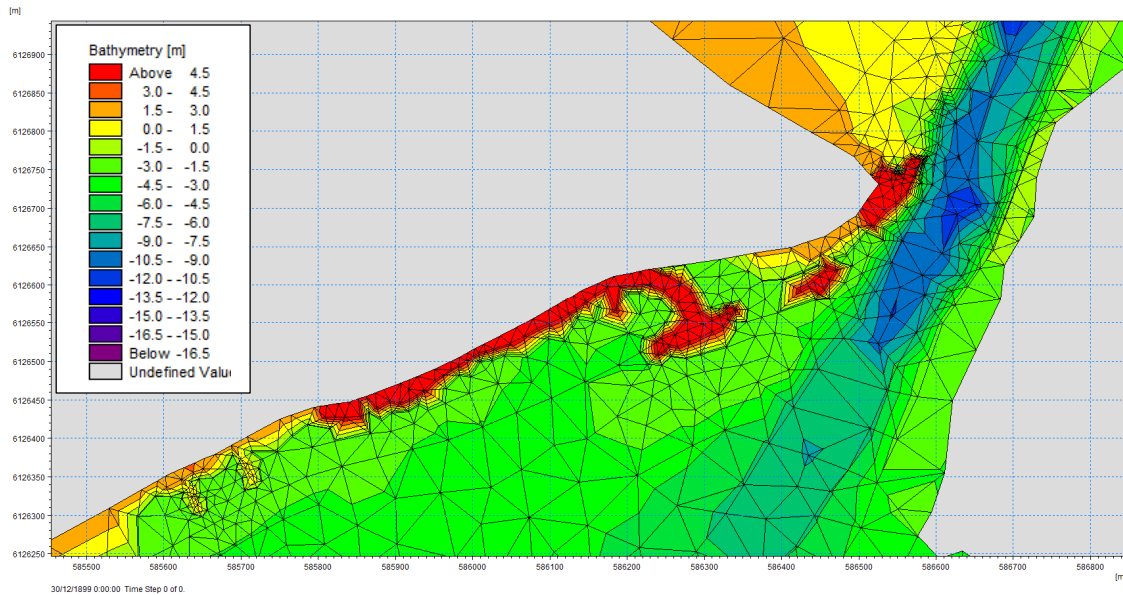 [m]
Bathymetry [m]
Above 4.5
3.0 - 4.5
1.5 - 3.0
0.0 - 1.5
-1.5 - 0.0
-3.0 - -1.5
-4.5 - -3.0
-6.0 - -4.5
-7.5 - -6.0
-9.0 - -7.5
-10.5 - -9.0
-12.0 - -10.5
-13.5 - -12.0
-15.0 - -13.5
-16.5 - -15.0
Below -16.5
Undefined Valu
6126900
6126850
6126800
6126750
6126700
6126650
6126600
6126550
6126500
6126450
6126400
6126350
6126300
6126250
585500 585600 585700 585800 585900 586000 586100 586200 586300 586400 586500 586600 586700 586800
[m
30/12/1899 0:00:00 Time Step 0 of 0.